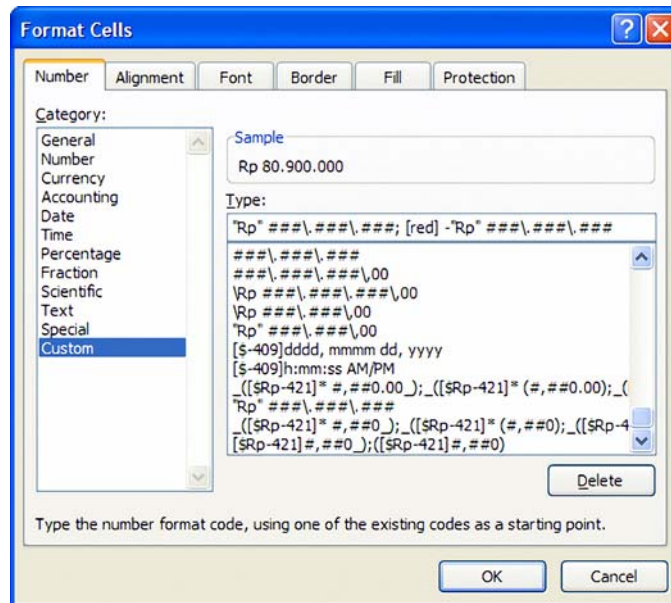 Format Cells
Number Alignment Font Border Fill Protection
Category:
General
Number
Currency
Accounting
Date
Time
Percentage
Fraction
Scientific
Text
Special
Custom
Sample
Rp 80.900.000
Type:
"Rp" ###\.###\.###; [red] -"Rp" ###\.###\.###
###\.###\.###
###\.###\.###\,00
\Rp ###\.###\.###\,00
\Rp ###\.###\,00
"Rp" ###\.###\,00
[$-409]dddd, mmmm dd, yyyy
[$-409]h:mm:ss AM/PM
_([$Rp-421]* #,##0.00_);_([$Rp-421]* (#,##0.00);_(
"Rp" ###\.###\.###
_([$Rp-421]* #,##0_);_([$Rp-421]* (#,##0);_([$Rp-4
[$Rp-421]#,##0_);([$Rp-421]#,##0)
Delete
Type the number format code, using one of the existing codes as a starting point.
OK Cancel